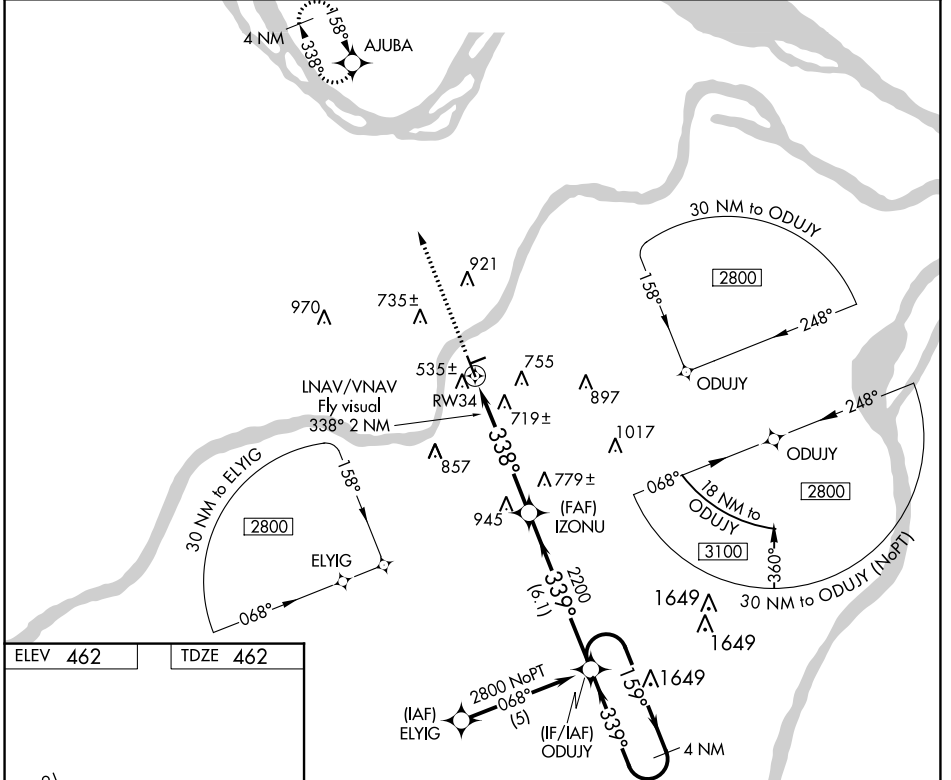 158°
4 NM
338°
AJUBA
30 NM to ODUJY
2800
158°
248°
ODUJY
921
970
735±
535±
755
897
RW34
719±
LNAV/VNAV
Fly visual
338° 2 NM
338°
857
1017
779±
945
(FAF)
IZONU
248°
ODUJY
068°
18 NM to
ODUJY
2800
3100
360°
30 NM to ODUJY (NoPT)
30 NM to ELYIG
158°
2800
ELYIG
068°
2200
339°
(6.1)
1649
1649
1649
ELEV 462
TDZE 462
2800 NoPT
068°
(5)
(IAF)
ELYIG
(IF/IAF)
ODUJY
159°
339°
4 NM